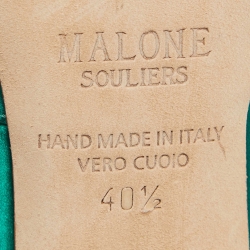 MALONE
SOULIERS
HAND MADE IN ITALY
VERO CUOIO
40½